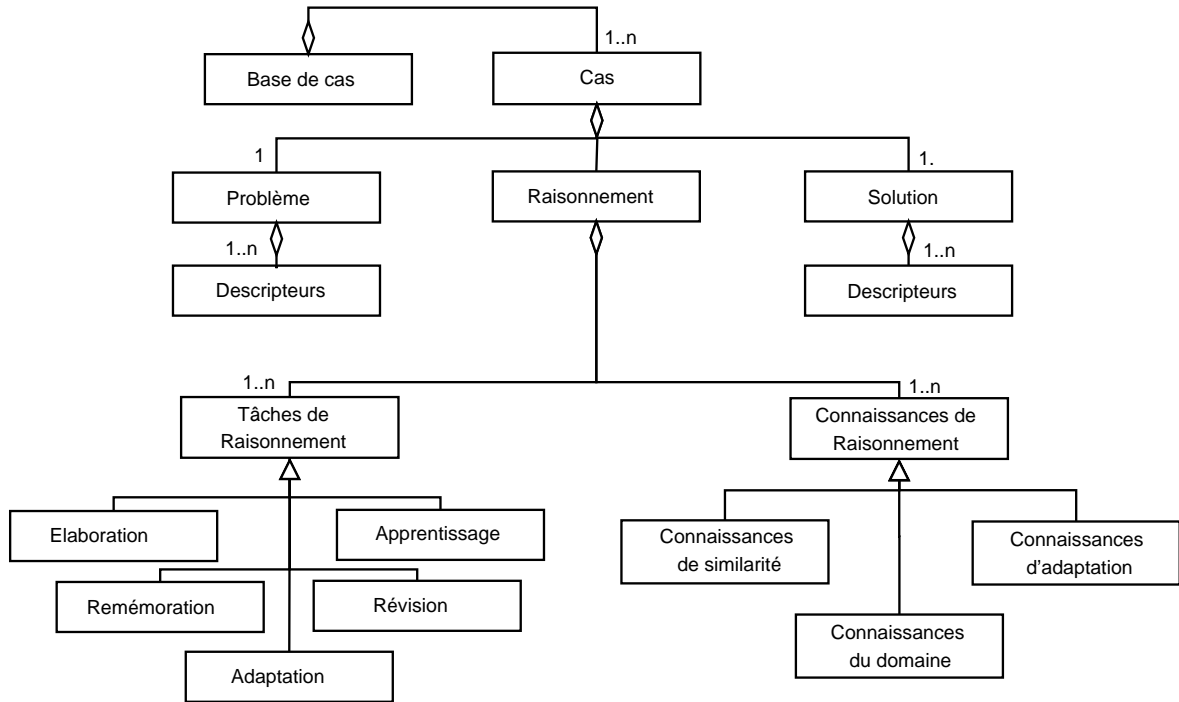 1..n
Base de cas
Cas
1
1.
Problème
Raisonnement
Solution
1..n
1..n
Descripteurs
Descripteurs
1..n
1..n
Tâches de
Raisonnement
Connaissances de
Raisonnement
Elaboration
Apprentissage
Connaissances
de similarité
Connaissances
d’adaptation
Remémoration
Révision
Connaissances
du domaine
Adaptation